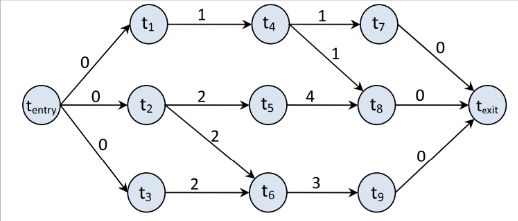 t1 1 t4 1 t7
0 1 0
tentry 0 t2 2 t5 4 t8 0 texit
0 2 0
t3 2 t6 3 t9